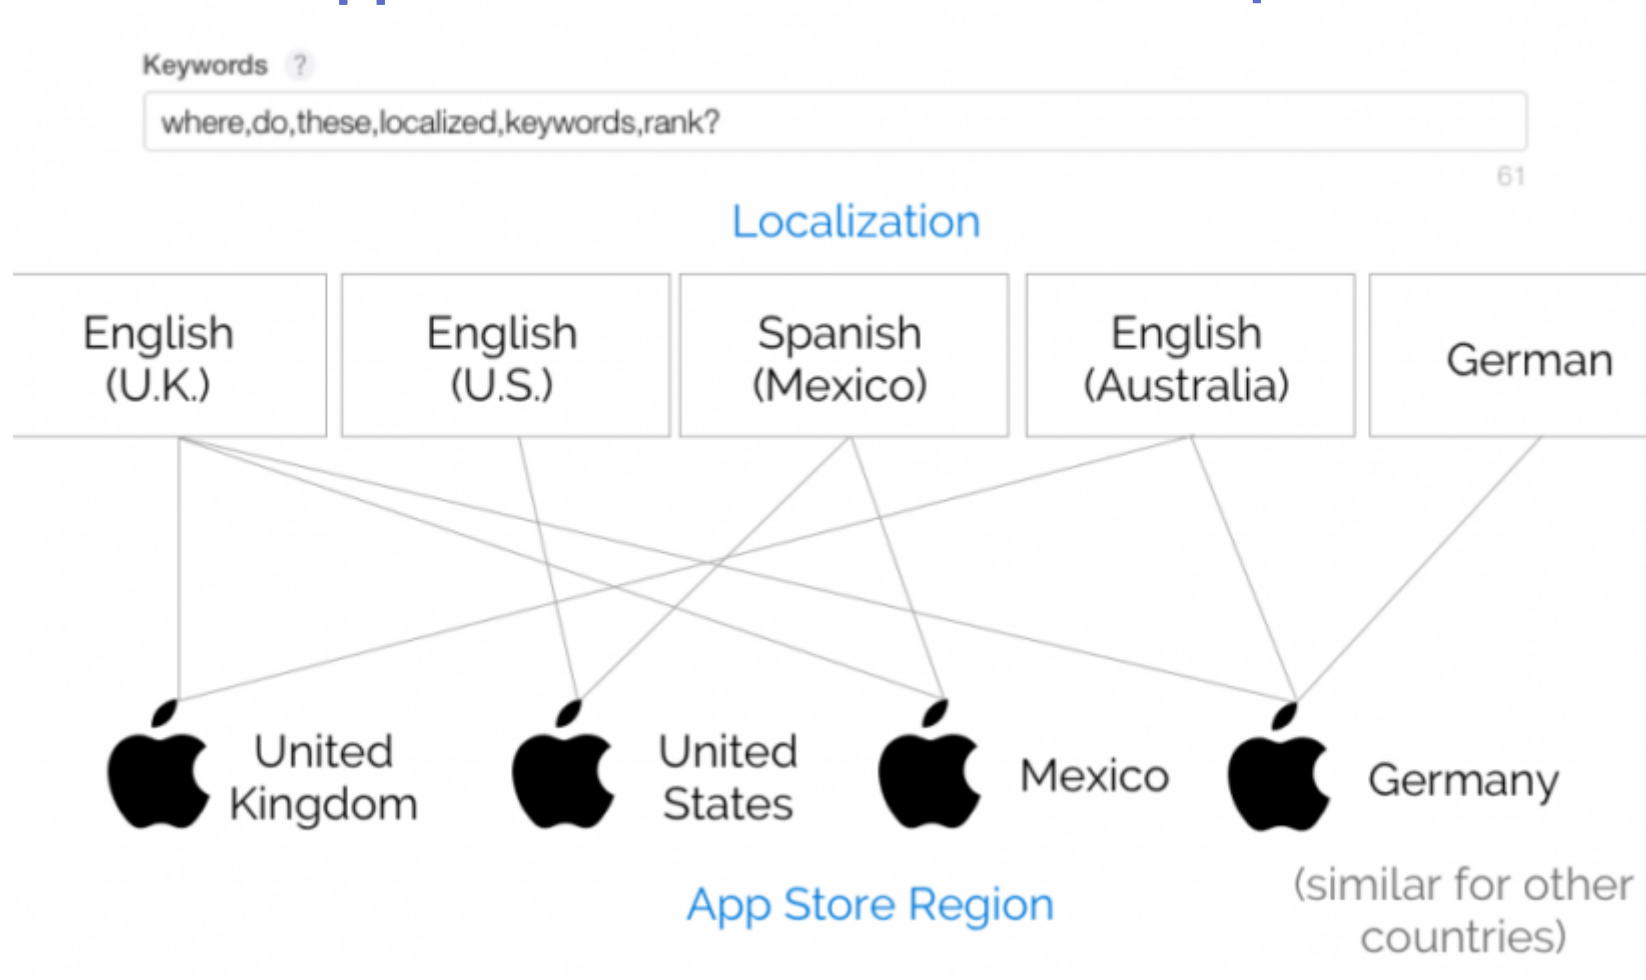 Keywords ?
where,do,these,localized,keywords,rank?
61
Localization
English
(U.K.)
English
(U.S.)
Spanish
(Mexico)
English
(Australia)
German
United
Kingdom
United
States
Mexico
Germany
App Store Region
(similar for other
countries)